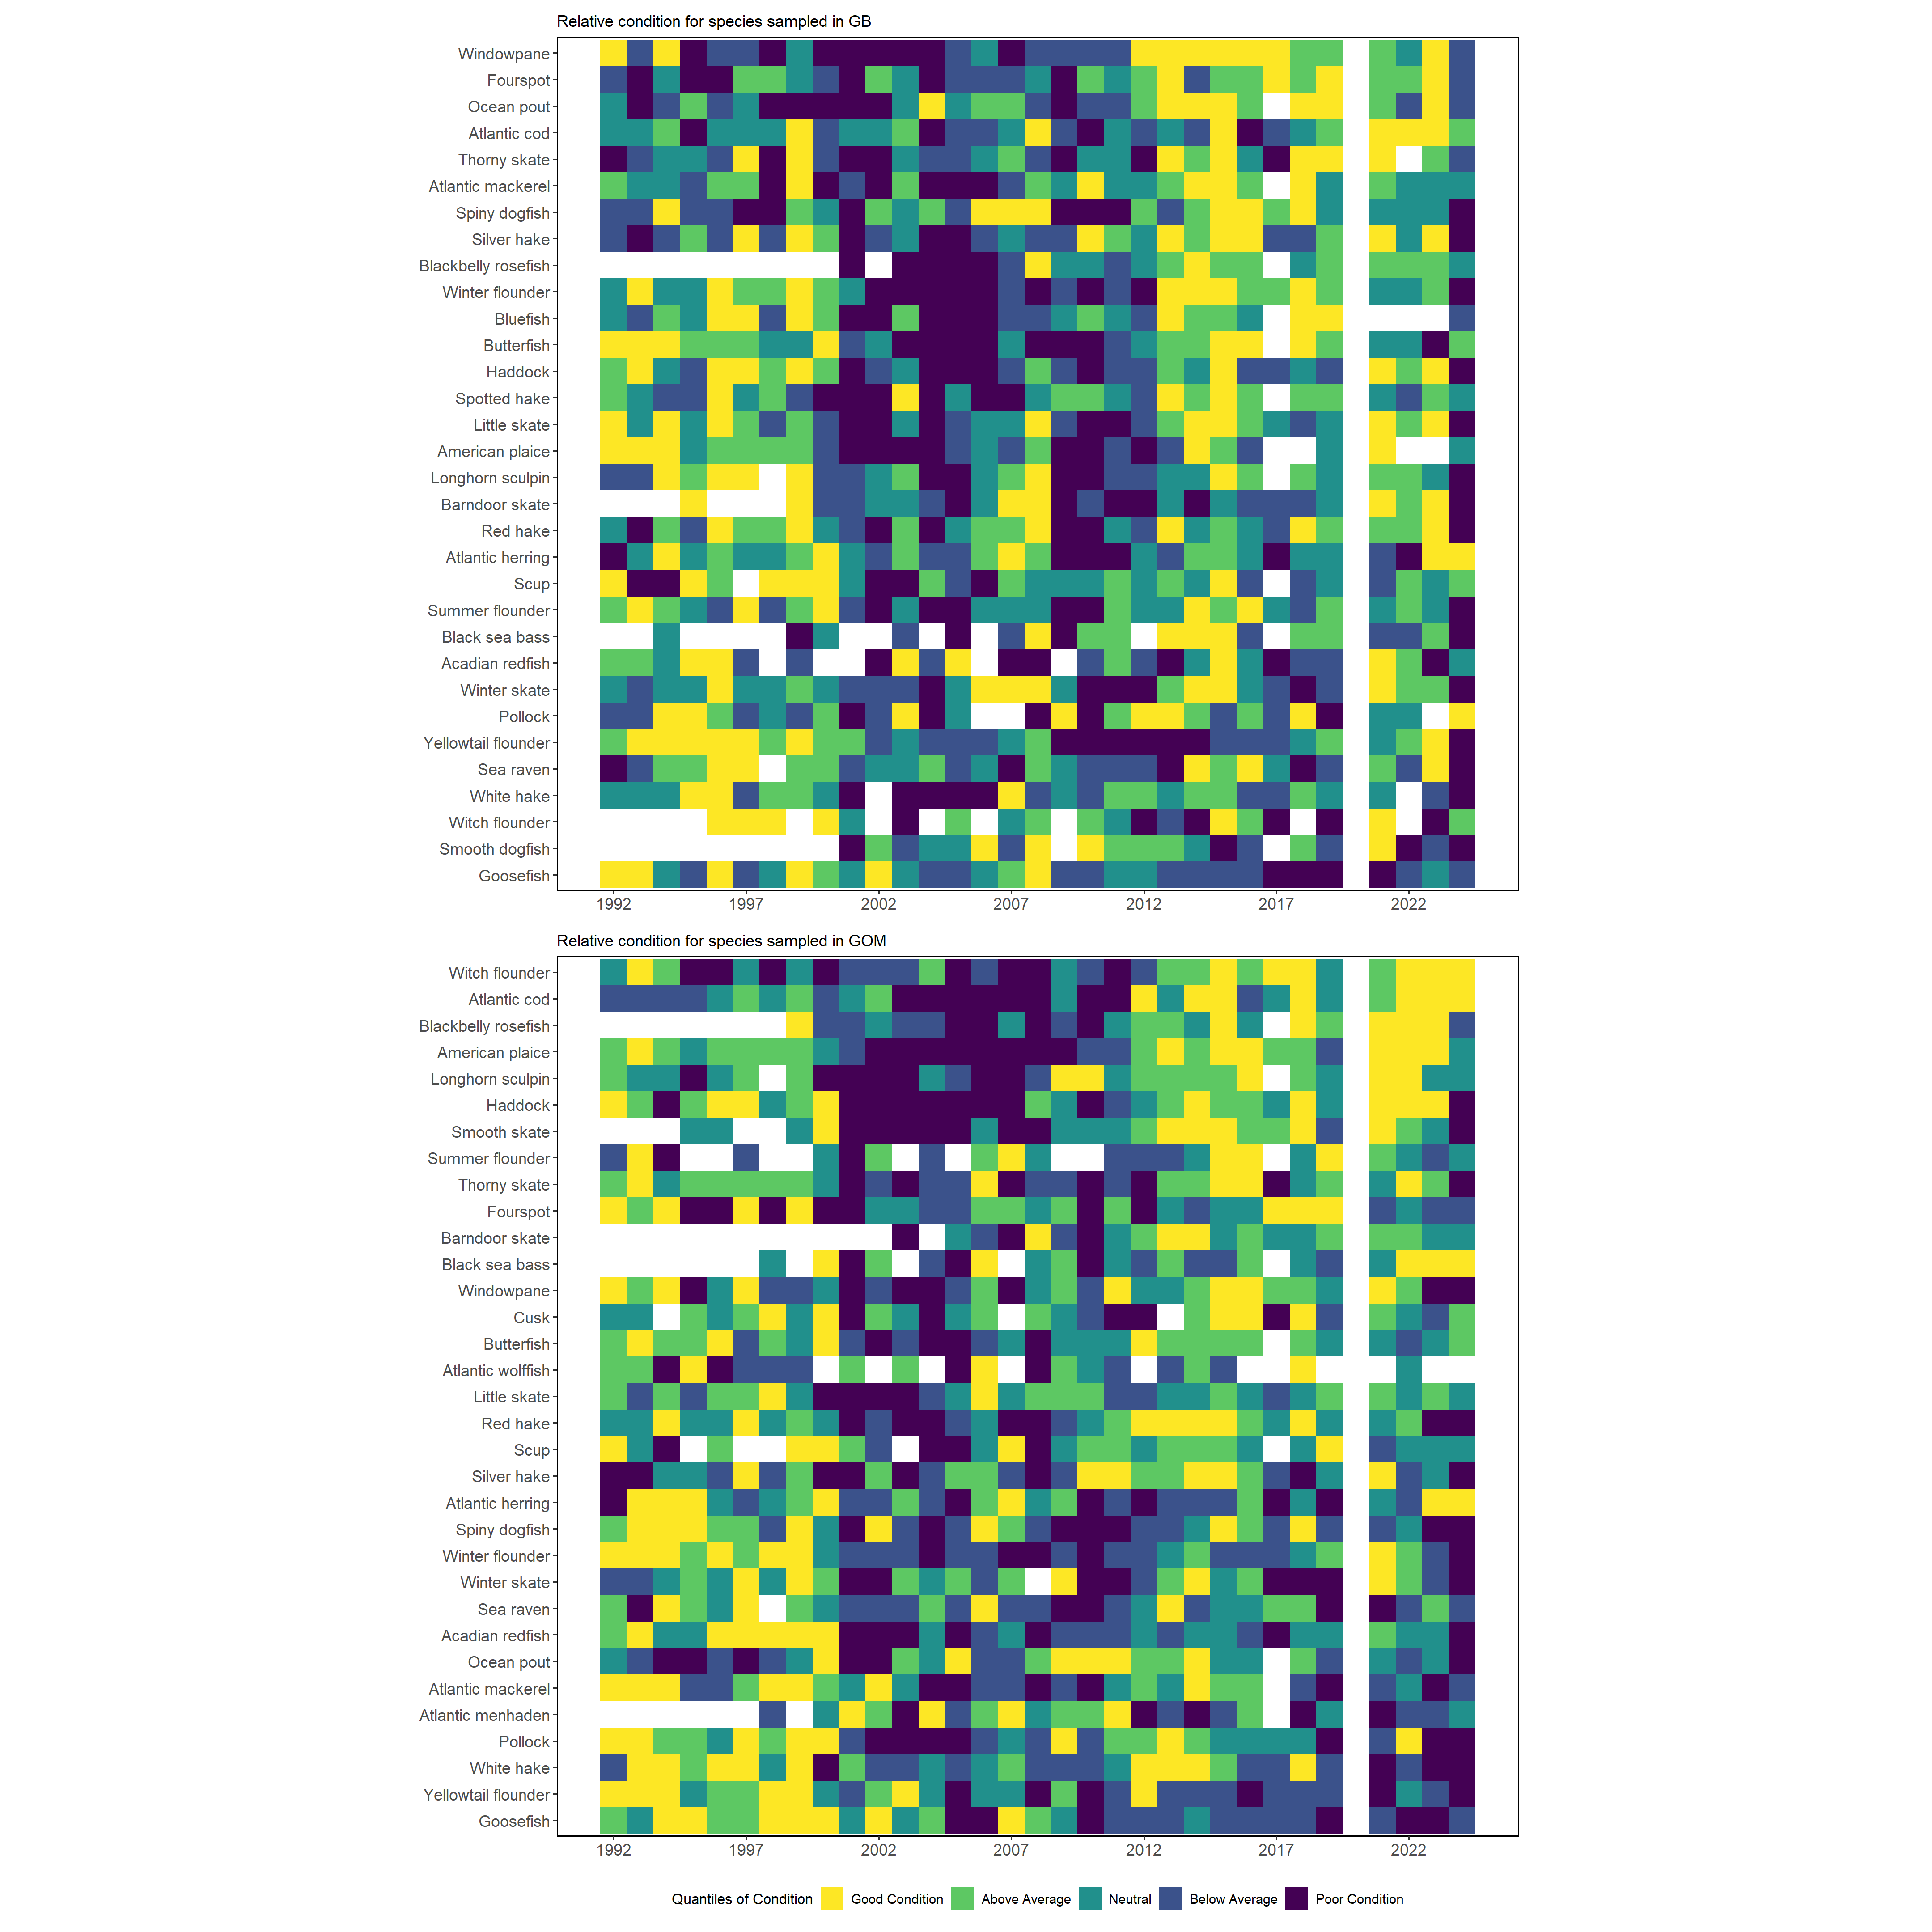 Relative condition for species sampled in GB
Windowpane
Fourspot
Ocean pout
Atlantic cod
Thorny skate
Atlantic mackerel
Spiny dogfish
Silver hake
Blackbelly rosefish
Winter flounder
Bluefish
Butterfish
Haddock
Spotted hake
Little skate
American plaice
Longhorn sculpin
Barndoor skate
Red hake
Atlantic herring
Scup
Summer flounder
Black sea bass
Acadian redfish
Winter skate
Pollock
Yellowtail flounder
Sea raven
White hake
Witch flounder
Smooth dogfish
Goosefish
1992 1997 2002 2007 2012 2017 2022
Relative condition for species sampled in GOM
Witch flounder
Atlantic cod
Blackbelly rosefish
American plaice
Longhorn sculpin
Haddock
Smooth skate
Summer flounder
Thorny skate
Fourspot
Barndoor skate
Black sea bass
Windowpane
Cusk
Butterfish
Atlantic wolffish
Little skate
Red hake
Scup
Silver hake
Atlantic herring
Spiny dogfish
Winter flounder
Winter skate
Sea raven
Acadian redfish
Ocean pout
Atlantic mackerel
Atlantic menhaden
Pollock
White hake
Yellowtail flounder
Goosefish
1992 1997 2002 2007 2012 2017 2022
Quantiles of Condition Good Condition Above Average Neutral Below Average Poor Condition